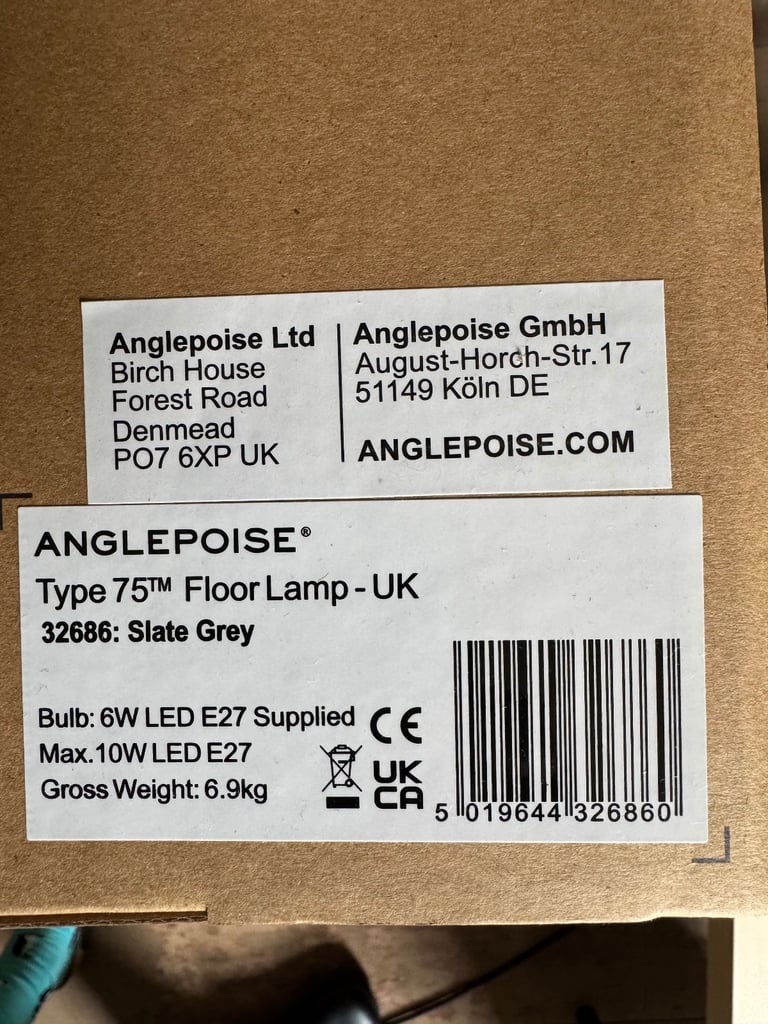 Anglepoise Ltd
Birch House
Forest Road
Denmead
PO7 6XP UK
Anglepoise GmbH
August-Horch-Str.17
51149 Köln DE
ANGLEPOISE.COM
ANGLEPOISE®
Type 75™ Floor Lamp - UK
32686: Slate Grey
Bulb: 6W LED E27 Supplied
Max.10W LED E27
Gross Weight: 6.9kg
CE
UK
CA
5 019644 326860